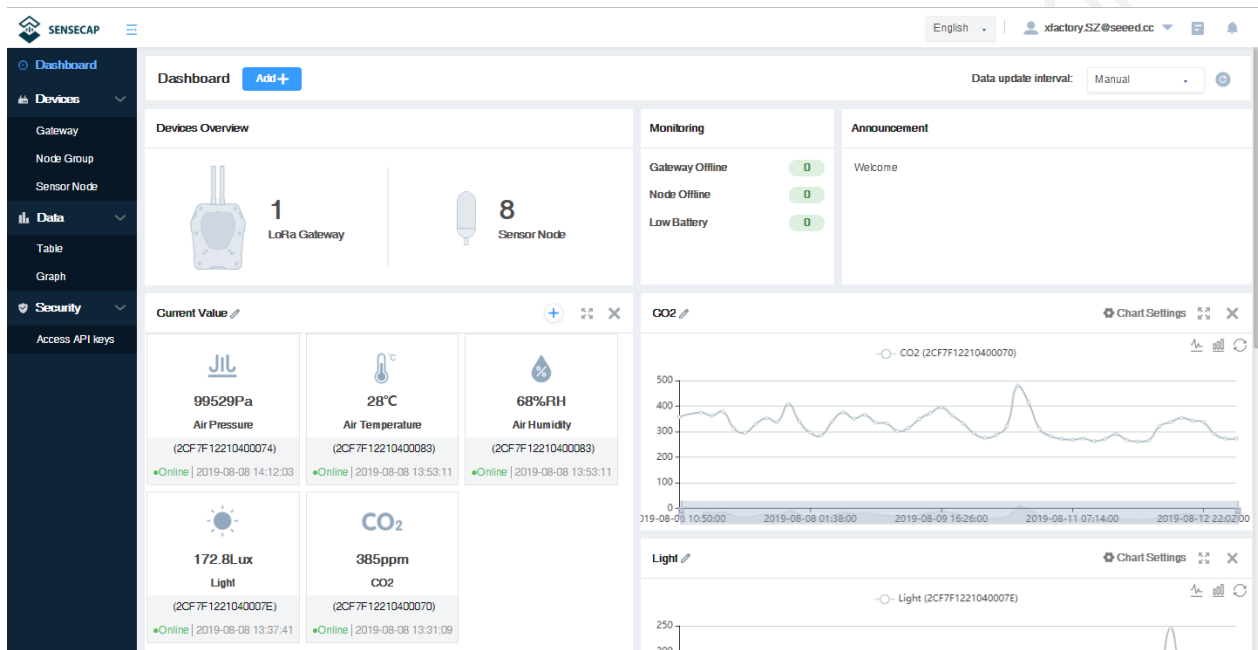 SENSECAP
English
xfactory.SZ@seeed.cc
Dashboard
Devices
Gateway
Node Group
Sensor Node
Data
Table
Graph
Security
Access API keys
Dashboard Add+
Data update interval: Manual
Devices Overview
1
LoRa Gateway
8
Sensor Node
Monitoring
Gateway Offline 0
Node Offline 0
Low Battery 0
Announcement
Welcome
Current Value
99529Pa
Air Pressure
(2CF7F12210400074)
Online | 2019-08-08 14:12:03
°C
28°C
Air Temperature
(2CF7F12210400083)
Online | 2019-08-08 13:53:11
%
68%RH
Air Humidity
(2CF7F12210400083)
Online | 2019-08-08 13:53:11
172.8Lux
Light
(2CF7F1221040007E)
Online | 2019-08-08 13:37:41
CO2
385ppm
CO2
(2CF7F12210400070)
Online | 2019-08-08 13:31:09
CO2
Chart Settings
CO2 (2CF7F12210400070)
500
400
300
200
100
0
2019-08-08 01:38:00 2019-08-09 16:26:00 2019-08-11 07:14:00
Light
Chart Settings
Light (2CF7F1221040007E)
250